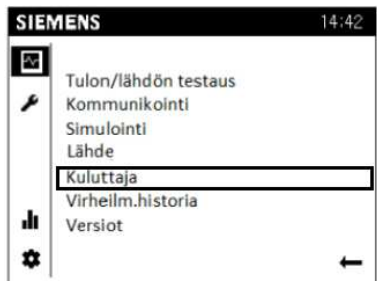 SIEMENS 14:42
Tulon/lähdön testaus
Kommunikointi
Simulointi
Lähde
Kuluttaja
Virheilm.historia
Versiot